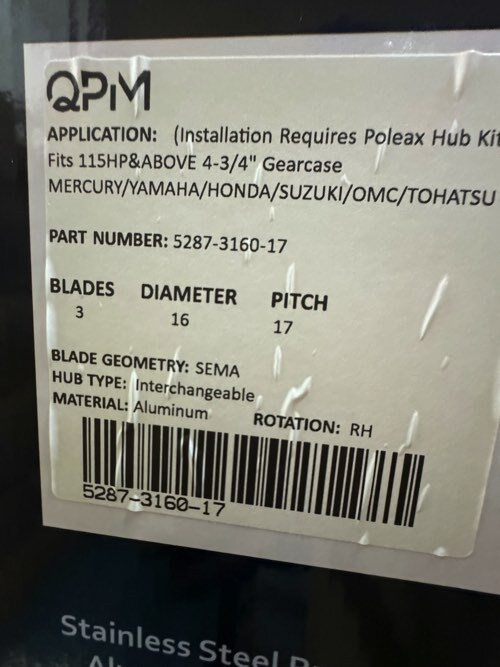 QPM
APPLICATION: (Installation Requires Poleax Hub Kit
Fits 115HP&ABOVE 4-3/4" Gearcase
MERCURY/YAMAHA/HONDA/SUZUKI/OMC/TOHATSU
PART NUMBER: 5287-3160-17
BLADES DIAMETER PITCH
3 16 17
BLADE GEOMETRY: SEMA
HUB TYPE: Interchangeable
MATERIAL: Aluminum ROTATION: RH
5287-3160-17
Stainless Steel